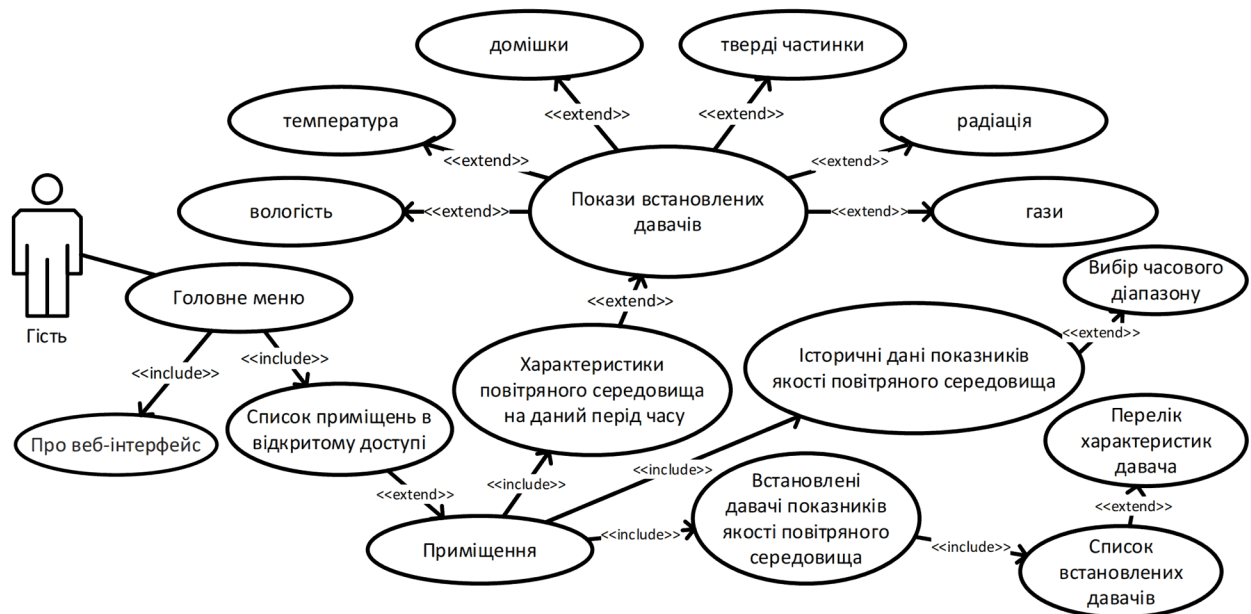 домішки
тверді частинки
<<extend>>
<<extend>>
температура
радіація
<<extend>>
<<extend>>
вологість
<<extend>>
Покази встановлених
давачів
<<extend>>
гази
Гість
Головне меню
<<include>>
<<include>>
Про веб-інтерфейс
Список приміщень в
відкритому доступі
<<extend>>
Приміщення
<<extend>>
Характеристики
повітряного середовища
на даний перід часу
<<include>>
<<include>>
<<include>>
Історичні дані показників
якості повітряного середовища
<<extend>>
Вибір часового
діапазону
Встановлені
давачі показників
якості повітряного
середовища
<<include>>
Перелік
характеристик
давача
<<extend>>
Список
встановлених
давачів